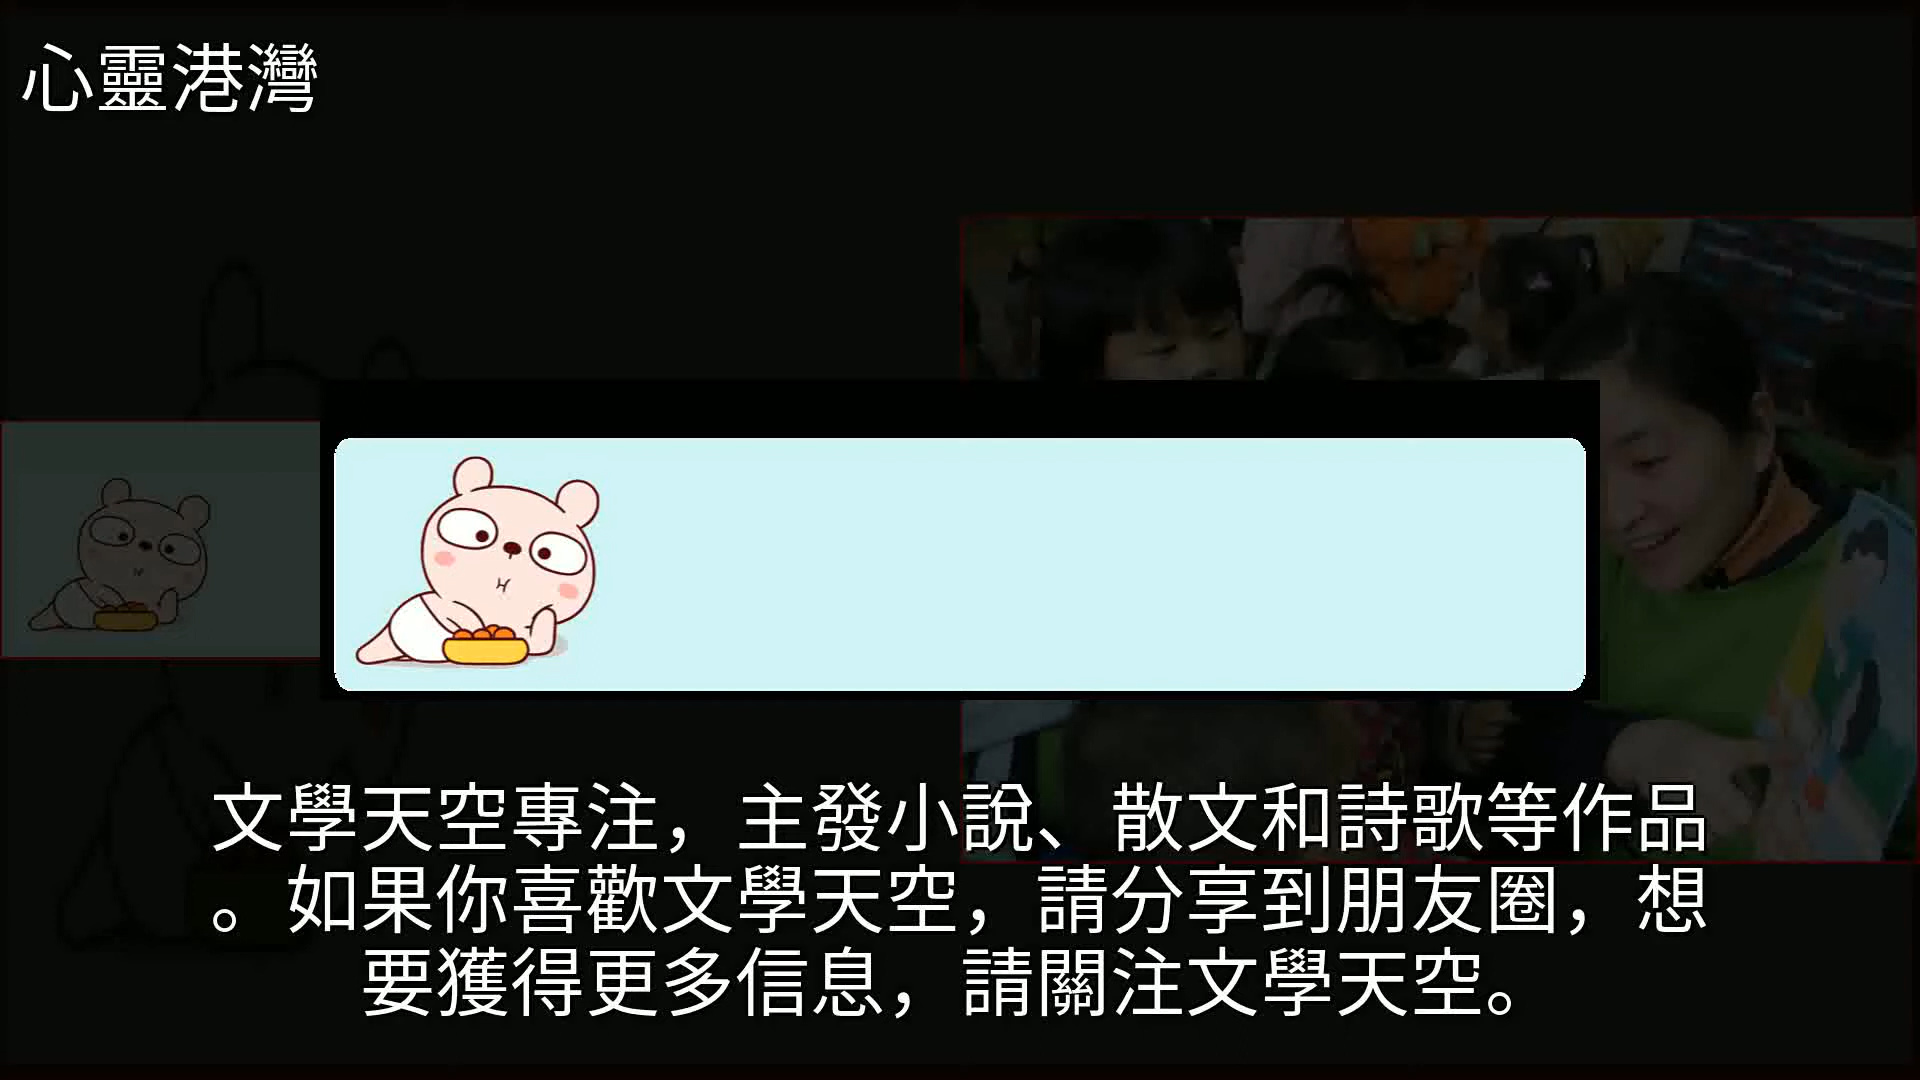 心靈港灣
文學天空專注，主發小說、散文和詩歌等作品
。如果你喜歡文學天空，請分享到朋友圈，想
要獲得更多信息，請關注文學天空。